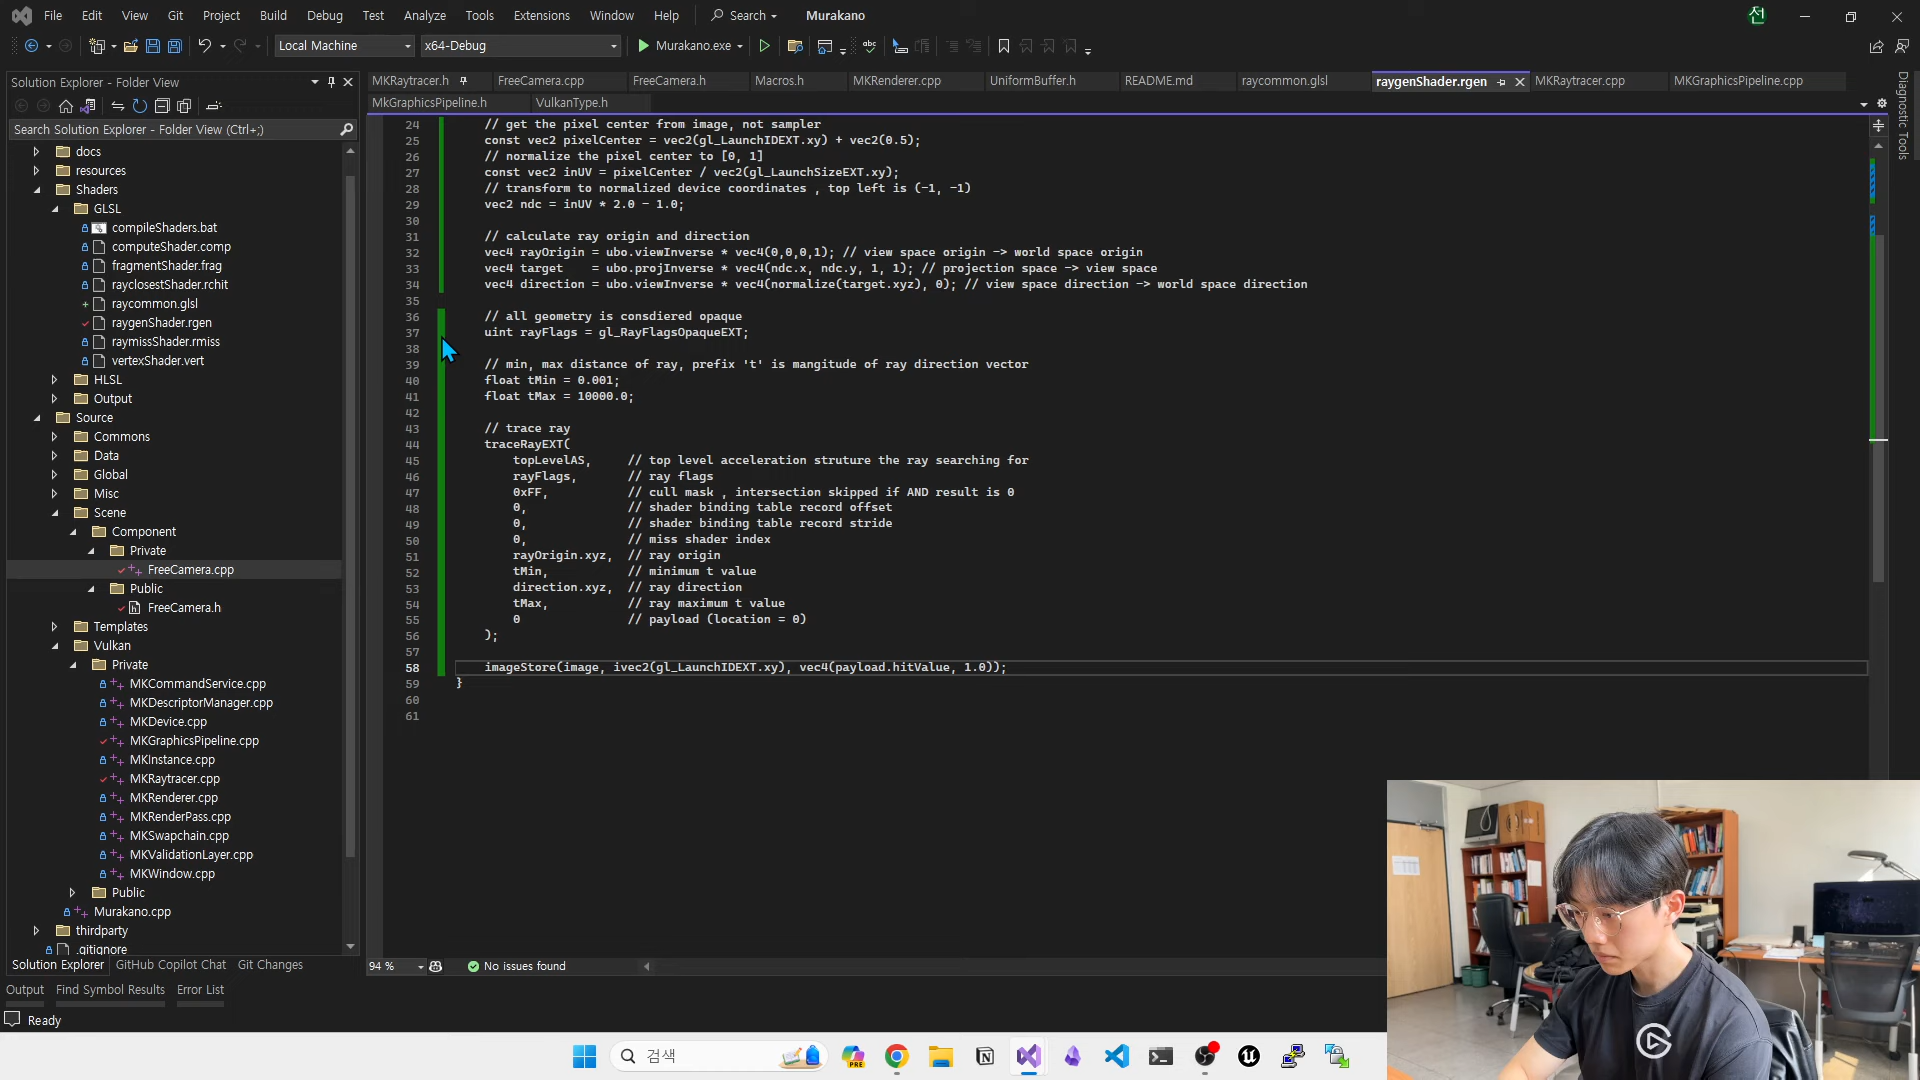 File Edit View Git Project Build Debug Test Analyze Tools Extensions Window Help Search Murakano 선
Local Machine x64-Debug Murakano.exe
Solution Explorer - Folder View
Search Solution Explorer - Folder View (Ctrl+;)
docs
resources
Shaders
GLSL
compileShaders.bat
computeShader.comp
fragmentShader.frag
rayclosestShader.rchit
raycommon.glsl
raygenShader.rgen
raymissShader.rmiss
vertexShader.vert
HLSL
Output
Source
Commons
Data
Global
Misc
Scene
Component
Private
FreeCamera.cpp
Public
FreeCamera.h
Templates
Vulkan
Private
MKCommandService.cpp
MKDescriptorManager.cpp
MKDevice.cpp
MKGraphicsPipeline.cpp
MKInstance.cpp
MKRaytracer.cpp
MKRenderer.cpp
MKRenderPass.cpp
MKSwapchain.cpp
MKValidationLayer.cpp
MKWindow.cpp
Public
Murakano.cpp
thirdparty
.gitignore
Solution Explorer GitHub Copilot Chat Git Changes
MKRaytracer.h FreeCamera.cpp FreeCamera.h Macros.h MKRenderer.cpp UniformBuffer.h README.md raycommon.glsl raygenShader.rgen MKRaytracer.cpp MKGraphicsPipeline.cpp
MkGraphicsPipeline.h VulkanType.h
24 // get the pixel center from image, not sampler
25 const vec2 pixelCenter = vec2(gl_LaunchIDEXT.xy) + vec2(0.5);
26 // normalize the pixel center to [0, 1]
27 const vec2 inUV = pixelCenter / vec2(gl_LaunchSizeEXT.xy);
28 // transform to normalized device coordinates , top left is (-1, -1)
29 vec2 ndc = inUV * 2.0 - 1.0;
30
31 // calculate ray origin and direction
32 vec4 rayOrigin = ubo.viewInverse * vec4(0,0,0,1); // view space origin -> world space origin
33 vec4 target    = ubo.projInverse * vec4(ndc.x, ndc.y, 1, 1); // projection space -> view space
34 vec4 direction = ubo.viewInverse * vec4(normalize(target.xyz), 0); // view space direction -> world space direction
35
36 // all geometry is consdiered opaque
37 uint rayFlags = gl_RayFlagsOpaqueEXT;
38
39 // min, max distance of ray, prefix 't' is mangitude of ray direction vector
40 float tMin = 0.001;
41 float tMax = 10000.0;
42
43 // trace ray
44 traceRayEXT(
45 topLevelAS, // top level acceleration struture the ray searching for
46 rayFlags, // ray flags
47 0xFF, // cull mask , intersection skipped if AND result is 0
48 0, // shader binding table record offset
49 0, // shader binding table record stride
50 0, // miss shader index
51 rayOrigin.xyz, // ray origin
52 tMin, // minimum t value
53 direction.xyz, // ray direction
54 tMax, // ray maximum t value
55 0 // payload (location = 0)
56 );
57
58 imageStore(image, ivec2(gl_LaunchIDEXT.xy), vec4(payload.hitValue, 1.0));
59 }
60
61
Diagnostic Tools
94 % No issues found
Output Find Symbol Results Error List
Ready
검색
PRE